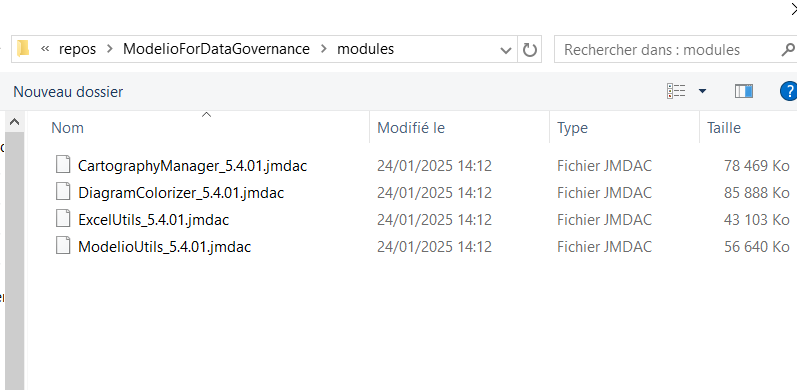 « repos > ModelioForDataGovernance > modules
Rechercher dans : modules
Nouveau dossier
?
Nom Modifié le Type Taille
CartographyManager_5.4.01.jmdac 24/01/2025 14:12 Fichier JMDAC 78 469 Ko
DiagramColorizer_5.4.01.jmdac 24/01/2025 14:12 Fichier JMDAC 85 888 Ko
ExcelUtils_5.4.01.jmdac 24/01/2025 14:12 Fichier JMDAC 43 103 Ko
ModelioUtils_5.4.01.jmdac 24/01/2025 14:12 Fichier JMDAC 56 640 Ko